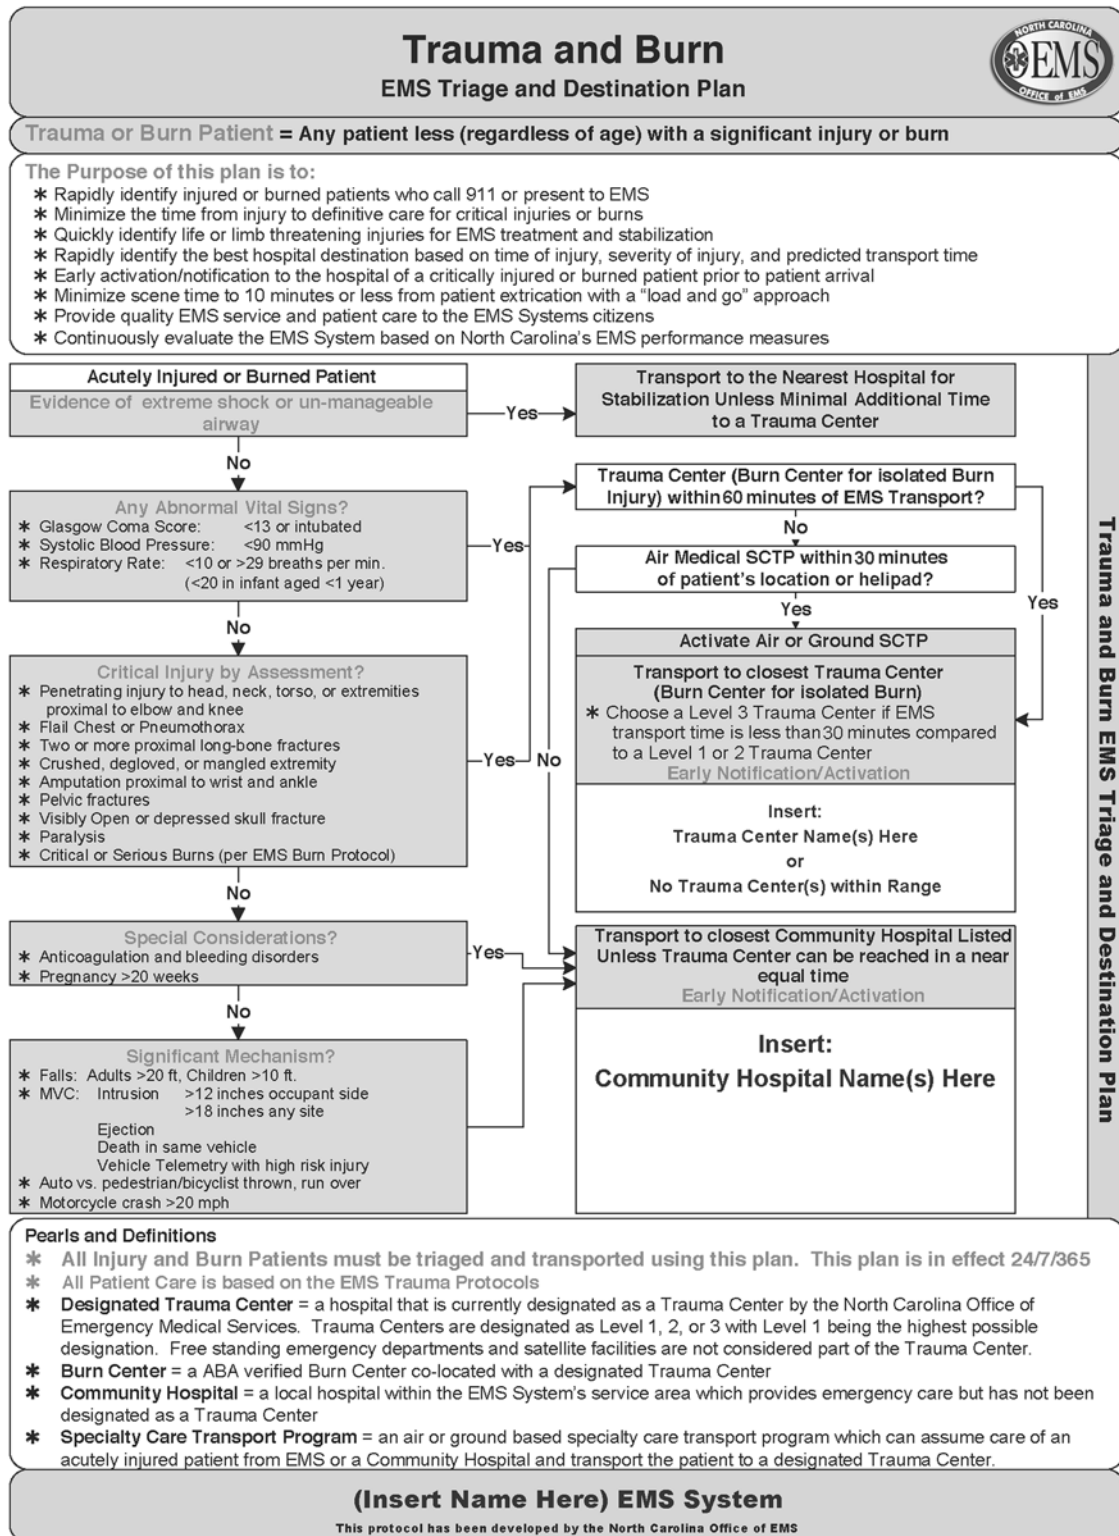 Trauma and Burn
EMS Triage and Destination Plan
NORTH CAROLINA
EMS
OFFICE of EMS
Trauma or Burn Patient = Any patient less (regardless of age) with a significant injury or burn
The Purpose of this plan is to:
* Rapidly identify injured or burned patients who call 911 or present to EMS
* Minimize the time from injury to definitive care for critical injuries or burns
* Quickly identify life or limb threatening injuries for EMS treatment and stabilization
* Rapidly identify the best hospital destination based on time of injury, severity of injury, and predicted transport time
* Early activation/notification to the hospital of a critically injured or burned patient prior to patient arrival
* Minimize scene time to 10 minutes or less from patient extrication with a “load and go” approach
* Provide quality EMS service and patient care to the EMS Systems citizens
* Continuously evaluate the EMS System based on North Carolina’s EMS performance measures
Acutely Injured or Burned Patient
Evidence of extreme shock or un-manageable
airway
Yes
Transport to the Nearest Hospital for
Stabilization Unless Minimal Additional Time
to a Trauma Center
No
Any Abnormal Vital Signs?
* Glasgow Coma Score: <13 or intubated
* Systolic Blood Pressure: <90 mmHg
* Respiratory Rate: <10 or >29 breaths per min.
(<20 in infant aged <1 year)
Yes
No
Critical Injury by Assessment?
* Penetrating injury to head, neck, torso, or extremities
proximal to elbow and knee
* Flail Chest or Pneumothorax
* Two or more proximal long-bone fractures
* Crushed, degloved, or mangled extremity
* Amputation proximal to wrist and ankle
* Pelvic fractures
* Visibly Open or depressed skull fracture
* Paralysis
* Critical or Serious Burns (per EMS Burn Protocol)
Yes
No
Special Considerations?
* Anticoagulation and bleeding disorders
* Pregnancy >20 weeks
Yes
No
Significant Mechanism?
* Falls: Adults >20 ft, Children >10 ft.
* MVC: Intrusion >12 inches occupant side
>18 inches any site
Ejection
Death in same vehicle
Vehicle Telemetry with high risk injury
* Auto vs. pedestrian/bicyclist thrown, run over
* Motorcycle crash >20 mph
Trauma Center (Burn Center for isolated Burn
Injury) within 60 minutes of EMS Transport?
No
Yes
Air Medical SCTP within 30 minutes
of patient’s location or helipad?
Yes
No
Activate Air or Ground SCTP
Transport to closest Trauma Center
(Burn Center for isolated Burn)
* Choose a Level 3 Trauma Center if EMS
transport time is less than 30 minutes compared
to a Level 1 or 2 Trauma Center
Early Notification/Activation
Insert:
Trauma Center Name(s) Here
or
No Trauma Center(s) within Range
Transport to closest Community Hospital Listed
Unless Trauma Center can be reached in a near
equal time
Early Notification/Activation
Insert:
Community Hospital Name(s) Here
Trauma and Burn EMS Triage and Destination Plan
Pearls and Definitions
* All Injury and Burn Patients must be triaged and transported using this plan. This plan is in effect 24/7/365
* All Patient Care is based on the EMS Trauma Protocols
* Designated Trauma Center = a hospital that is currently designated as a Trauma Center by the North Carolina Office of
Emergency Medical Services. Trauma Centers are designated as Level 1, 2, or 3 with Level 1 being the highest possible
designation. Free standing emergency departments and satellite facilities are not considered part of the Trauma Center.
* Burn Center = a ABA verified Burn Center co-located with a designated Trauma Center
* Community Hospital = a local hospital within the EMS System’s service area which provides emergency care but has not been
designated as a Trauma Center
* Specialty Care Transport Program = an air or ground based specialty care transport program which can assume care of an
acutely injured patient from EMS or a Community Hospital and transport the patient to a designated Trauma Center.
(Insert Name Here) EMS System
This protocol has been developed by the North Carolina Office of EMS